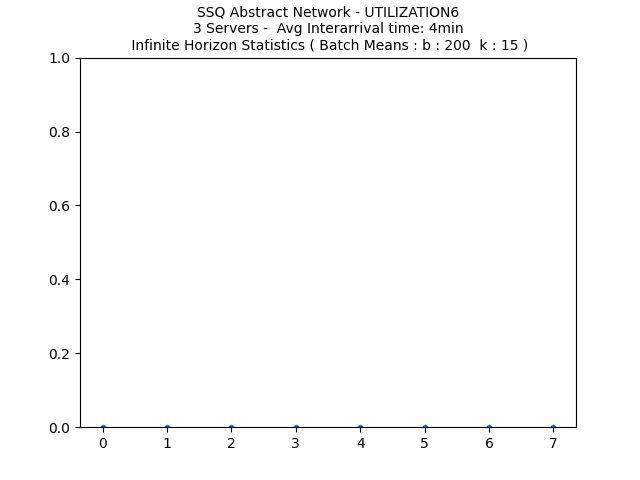 SSQ Abstract Network - UTILIZATION6
3 Servers - Avg Interarrival time: 4min
Infinite Horizon Statistics ( Batch Means : b : 200 k : 15 )
1.0
0.8
0.6
0.4
0.2
0.0
0 1 2 3 4 5 6 7